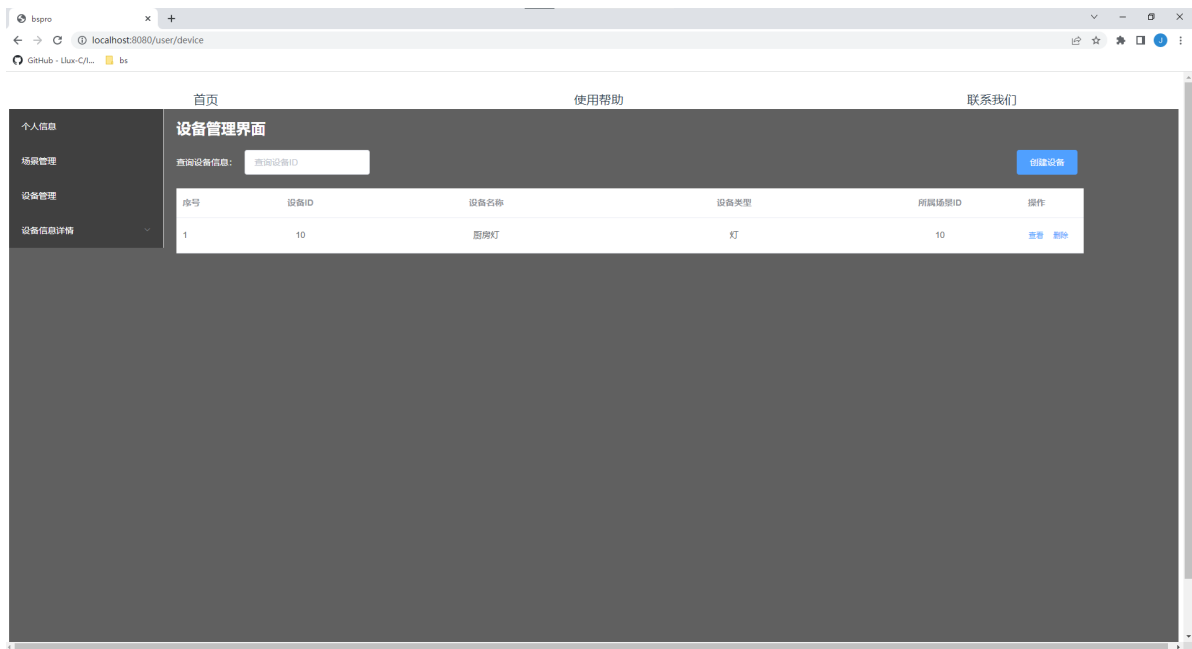 bspro
localhost:8080/user/device
GitHub - Llux-C/I... bs
首页 使用帮助 联系我们
个人信息
场景管理
设备管理
设备信息详情
设备管理界面
查询设备信息： 查询设备ID 创建设备
序号 设备ID 设备名称 设备类型 所属场景ID 操作
1 10 厨房灯 灯 10 查看 删除